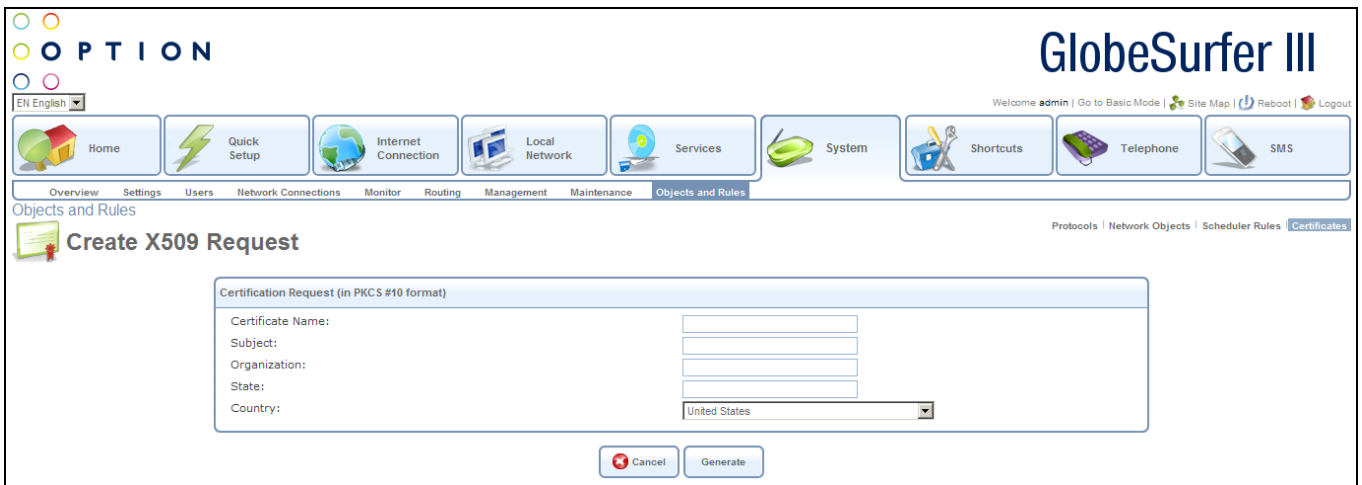 OPTION
GlobeSurfer III
EN English
Welcome admin | Go to Basic Mode | Site Map | Reboot | Logout
Home
Quick Setup
Internet Connection
Local Network
Services
System
Shortcuts
Telephone
SMS
Overview Settings Users Network Connections Monitor Routing Management Maintenance Objects and Rules
Objects and Rules
Protocols | Network Objects | Scheduler Rules | Certificates
Create X509 Request
Certification Request (in PKCS #10 format)
Certificate Name:
Subject:
Organization:
State:
Country: United States
Cancel Generate